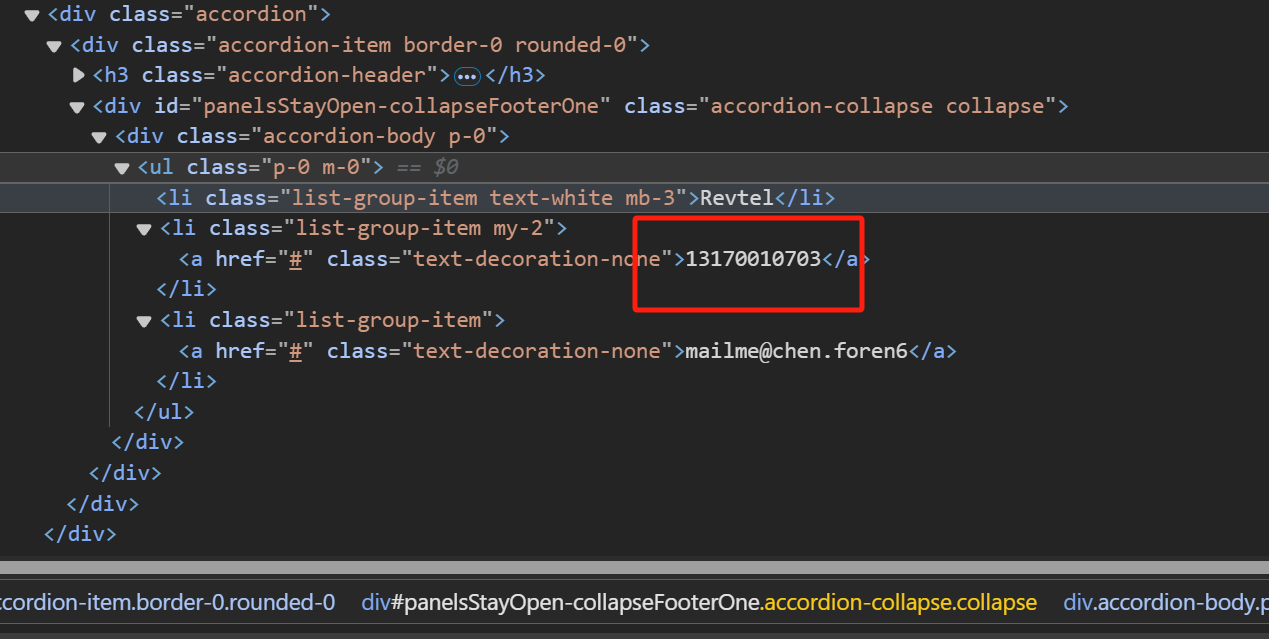 <div class="accordion">
<div class="accordion-item border-0 rounded-0">
<h3 class="accordion-header">…</h3>
<div id="panelsStayOpen-collapseFooterOne" class="accordion-collapse collapse">
<div class="accordion-body p-0">
<ul class="p-0 m-0"> == $0
<li class="list-group-item text-white mb-3">Revtel</li>
<li class="list-group-item my-2">
<a href="#" class="text-decoration-none">13170010703</a>
</li>
<li class="list-group-item">
<a href="#" class="text-decoration-none">mailme@chen.foren6</a>
</li>
</ul>
</div>
</div>
</div>
</div>
ccordion-item.border-0.rounded-0 div#panelsStayOpen-collapseFooterOne.accordion-collapse.collapse div.accordion-body.p